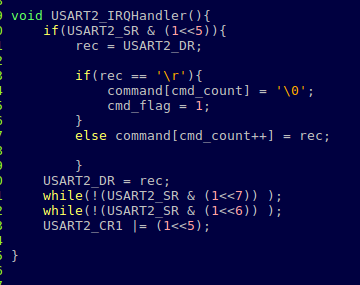 void USART2_IRQHandler(){
if(USART2_SR & (1<<5)){
rec = USART2_DR;
if(rec == '\r'){
command[cmd_count] = '\0';
cmd_flag = 1;
}
else command[cmd_count++] = rec;
}
USART2_DR = rec;
while(!(USART2_SR & (1<<7)) );
while(!(USART2_SR & (1<<6)) );
USART2_CR1 |= (1<<5);
}